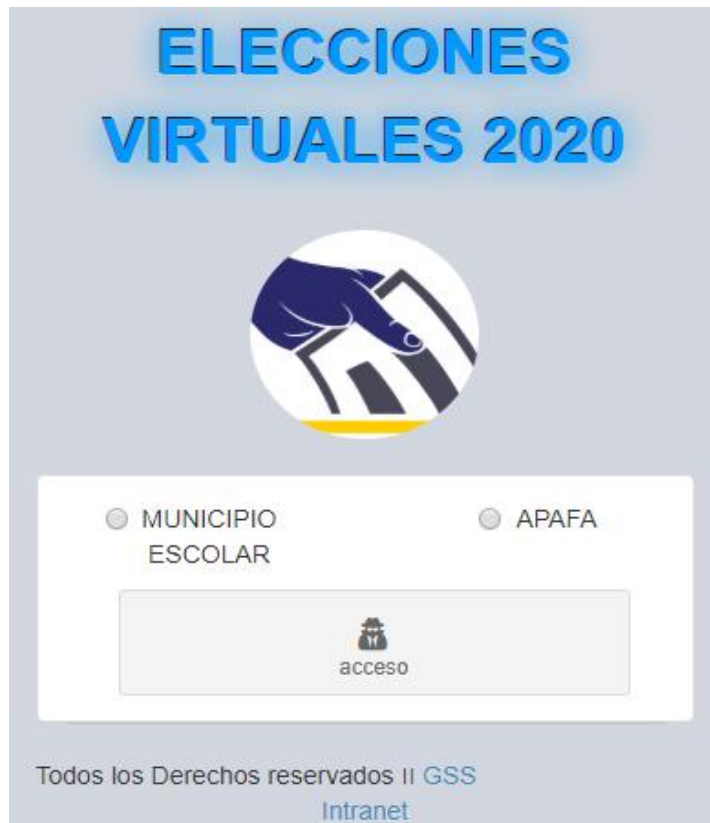 ELECCIONES
VIRTUALES 2020
MUNICIPIO
ESCOLAR
APAFA
acceso
Todos los Derechos reservados II GSS
Intranet